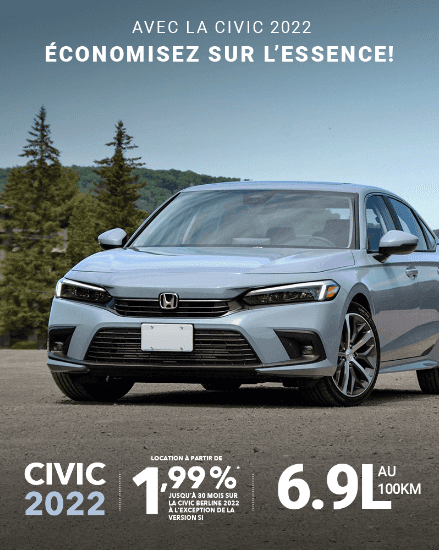 AVEC LA CIVIC 2022
ÉCONOMISEZ SUR L'ESSENCE!
CIVIC
2022
LOCATION À PARTIR DE
1,99%*
JUSQU'À 30 MOIS SUR
LA CIVIC BERLINE 2022
À L'EXCEPTION DE LA
VERSION SI
6.9L AU
100KM